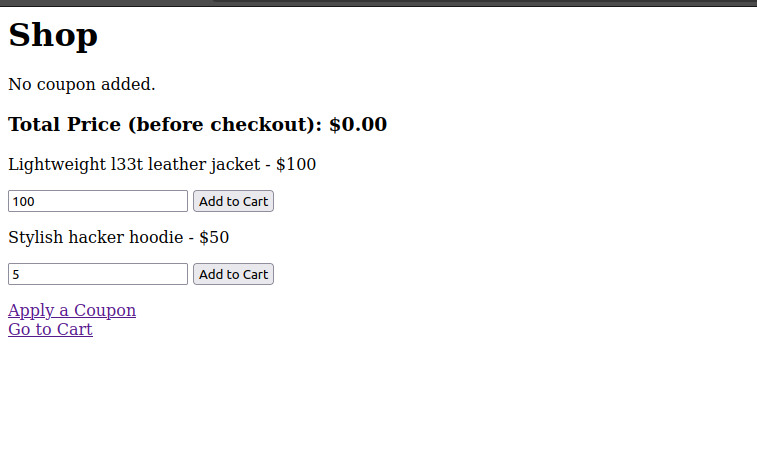 Shop
No coupon added.
Total Price (before checkout): $0.00
Lightweight l33t leather jacket - $100
100 Add to Cart
Stylish hacker hoodie - $50
5 Add to Cart
Apply a Coupon
Go to Cart